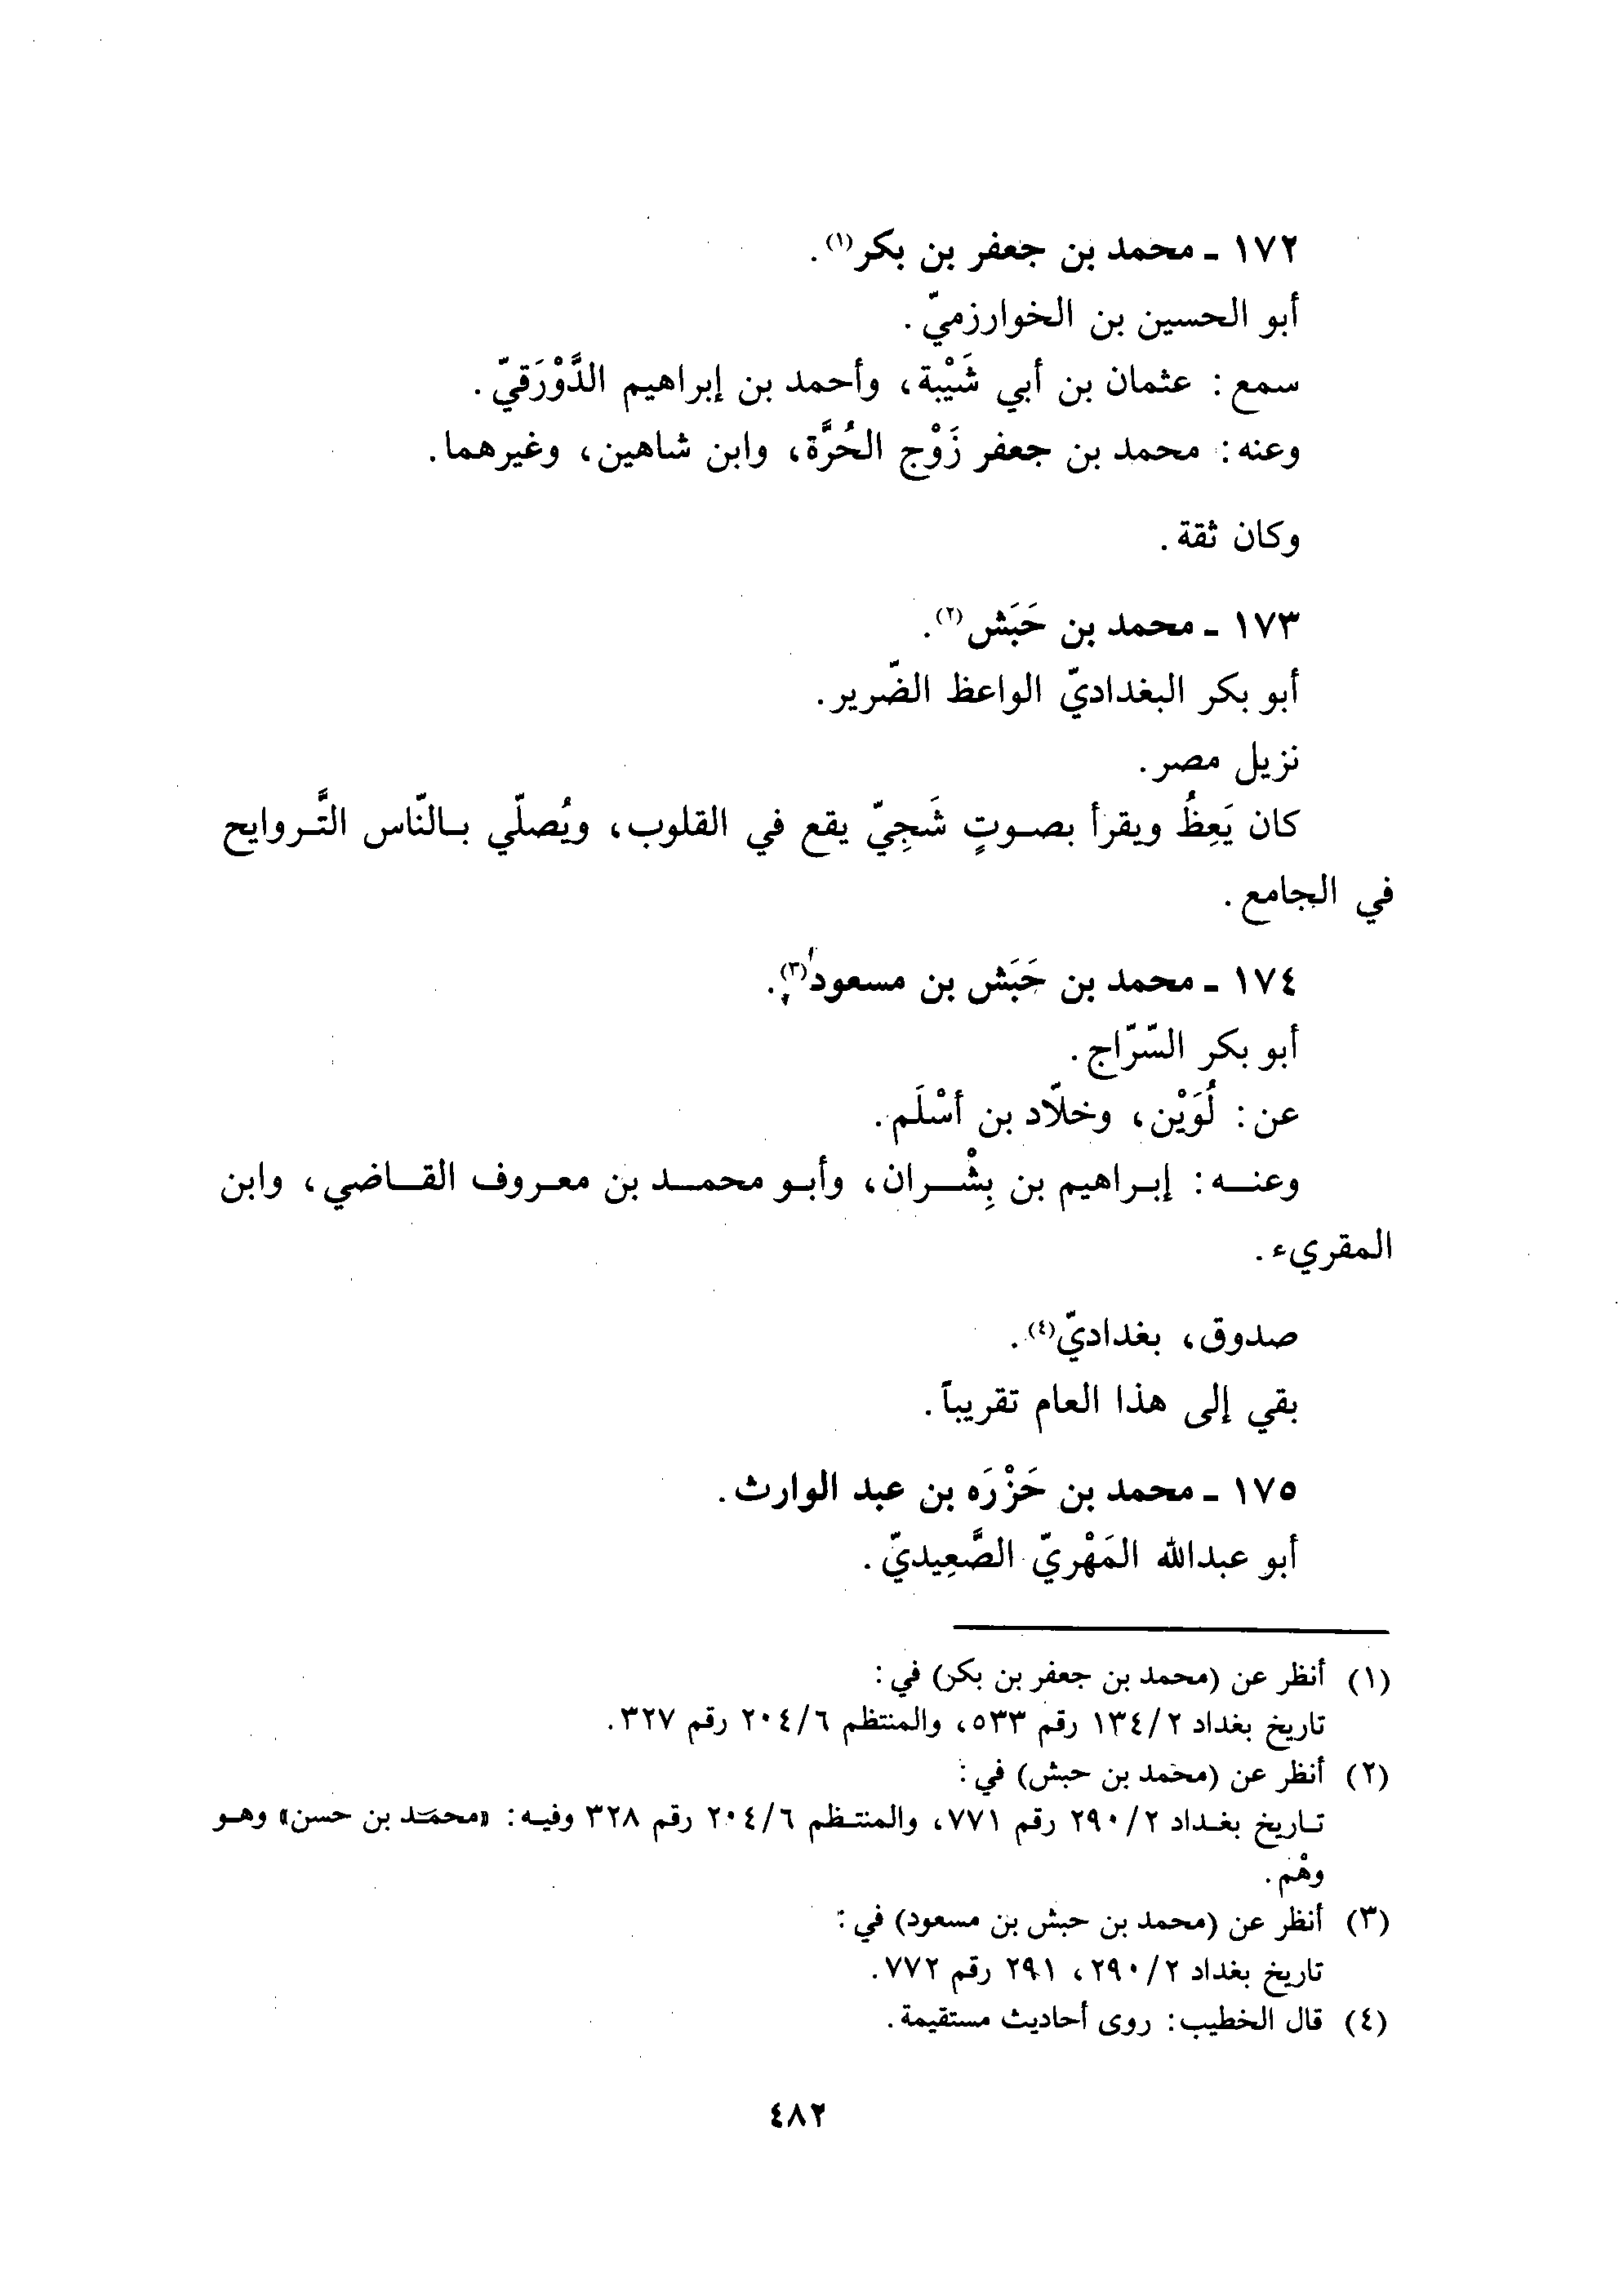 ١٧٢ ـ محمد بن جعفر بن بكر(١).
أبو الحسين بن الخوارزميّ.
سمع: عثمان بن أبي شَيْبة، وأحمد بن إبراهيم الدَّوْرَقيّ.
وعنه: محمد بن جعفر زَوْج الحُرَّة، وابن شاهين، وغيرهما.
وكان ثقة.
١٧٣ ـ محمد بن حَبَش(٢).
أبو بكر البغداديّ الواعظ الضّرير.
نزيل مصر.
كان يَعِظُ ويقرأ بصوتٍ شَجِيّ يقع في القلوب، ويُصلّي بالنّاس التَّروايح
في الجامع.
١٧٤ ـ محمد بن حَبَش بن مسعود(٣).
أبو بكر السّرّاج.
عن: لُوَيْن، وخلّاد بن أسْلَم.
وعنه: إبراهيم بن بِشْران، وأبو محمد بن معروف القاضي، وابن
المقريء.
صدوق، بغداديّ(٤).
بقي إلى هذا العام تقريباً.
١٧٥ ـ محمد بن حَزْرَه بن عبد الوارث.
أبو عبدالله المَهْريّ الصَّعِيديّ.
(١) أنظر عن (محمد بن جعفر بن بكر) في:
تاريخ بغداد ١٣٤/٢ رقم ٥٣٣، والمنتظم ٢٠٤/٦ رقم ٣٢٧.
(٢) أنظر عن (محمد بن حبش) في:
تاريخ بغداد ٢٩٠/٢ رقم ٧٧١، والمنتظم ٢٠٤/٦ رقم ٣٢٨ وفيه: «محمّد بن حسن» وهو
وهْم.
(٣) أنظر عن (محمد بن حبش بن مسعود) في:
تاريخ بغداد ٢٩٠/٢، ٢٩١ رقم ٧٧٢.
(٤) قال الخطيب: روى أحاديث مستقيمة.
٤٨٢